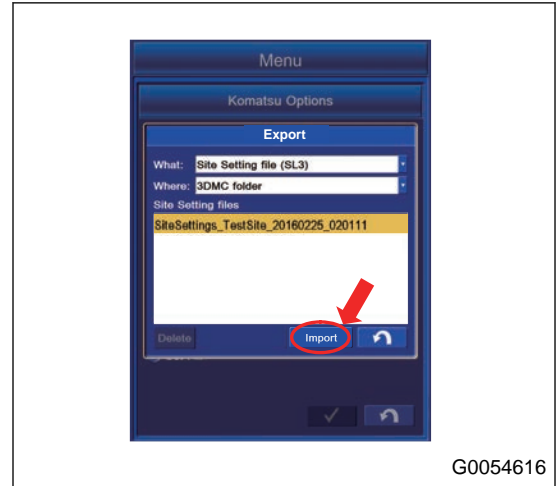 Menu
Komatsu Options
Export
What: Site Setting file (SL3)
Where: 3DMC folder
Site Setting files
SiteSettings_TestSite_20160225_020111
Delete Import
G0054616